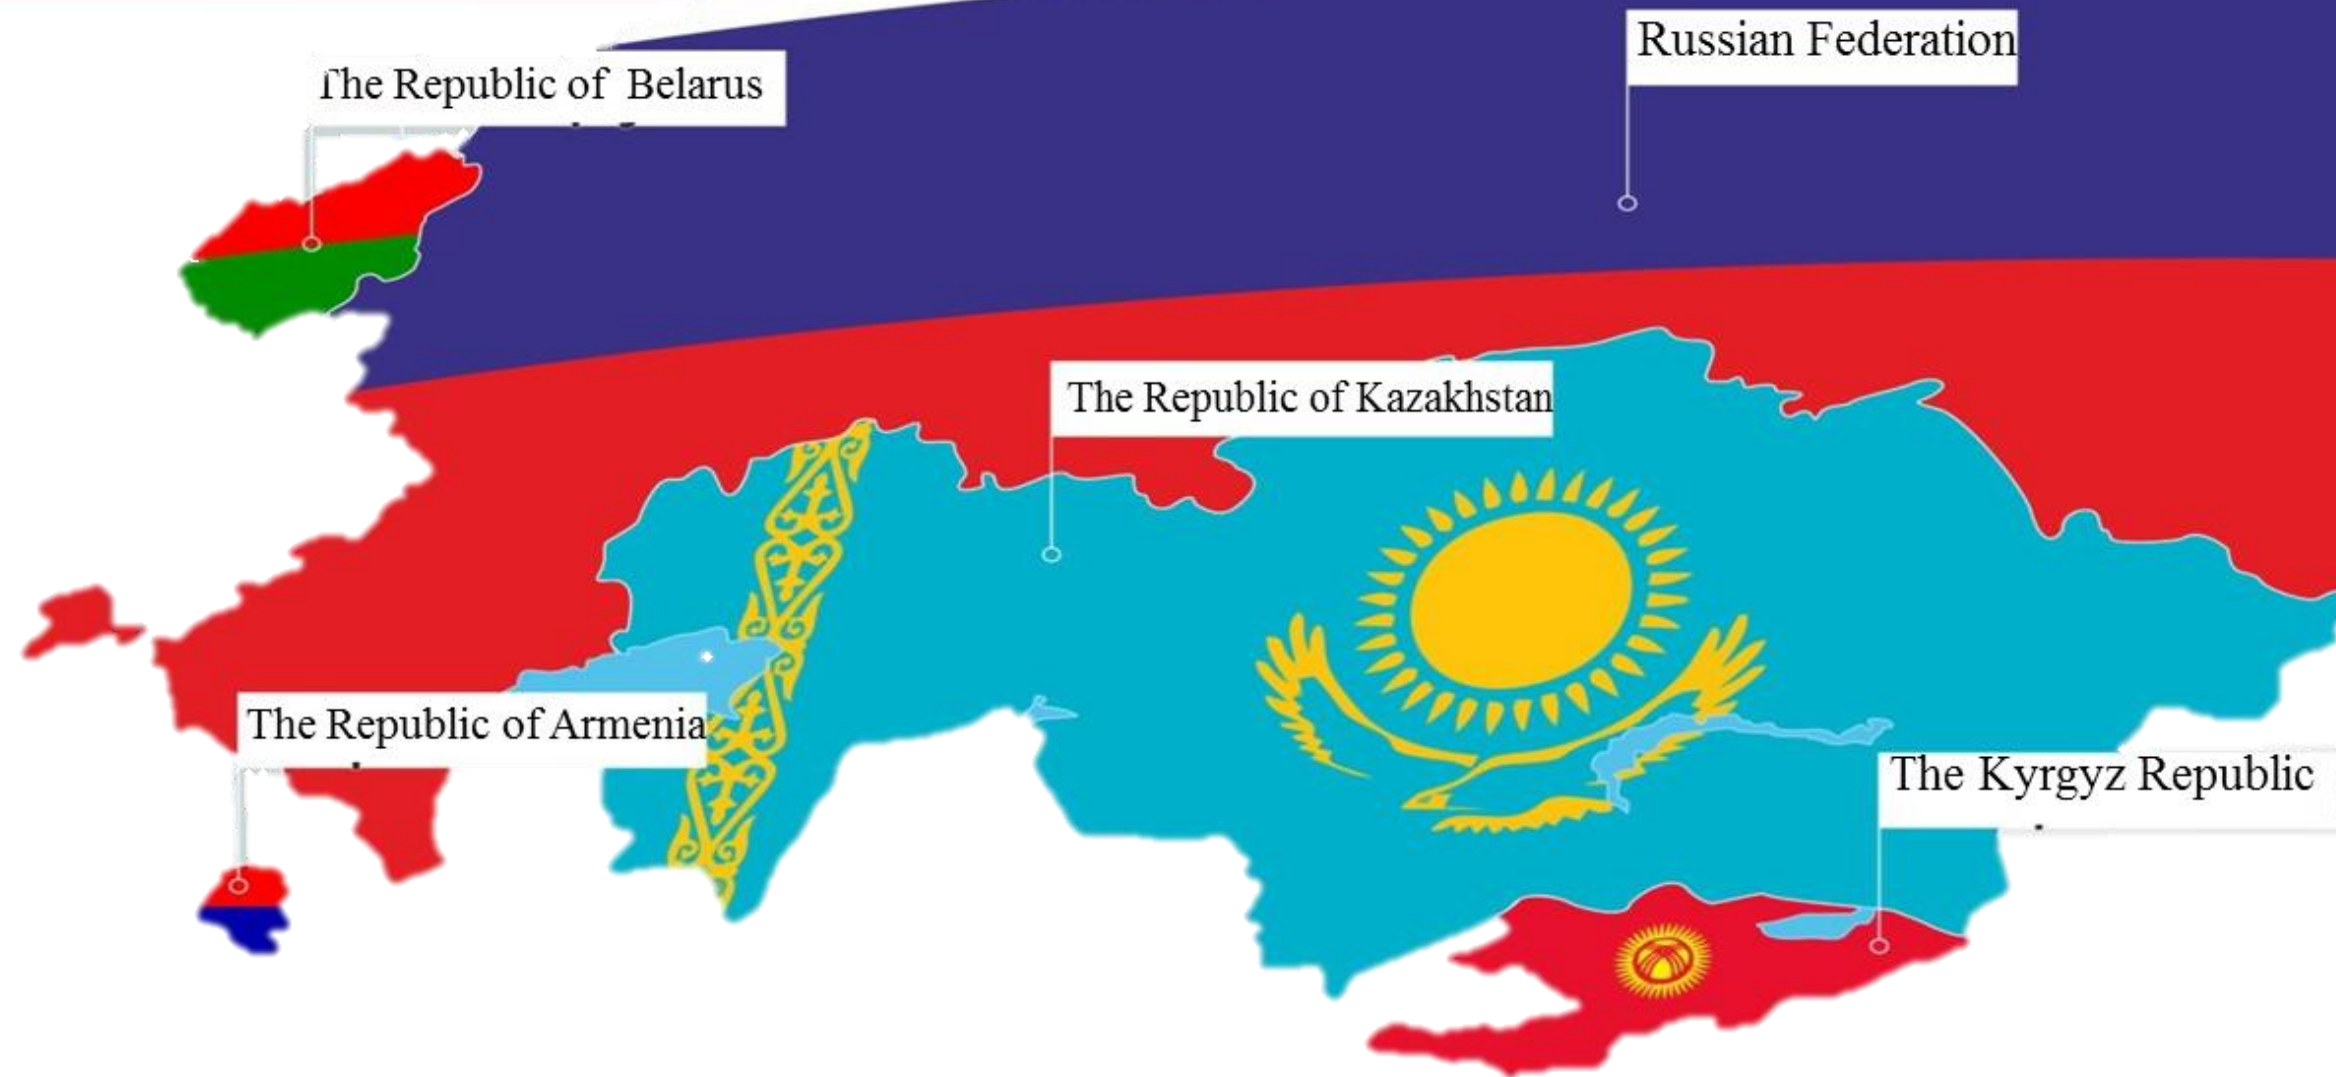 Russian Federation
The Republic of Belarus
The Republic of Kazakhstan
The Republic of Armenia
The Kyrgyz Republic